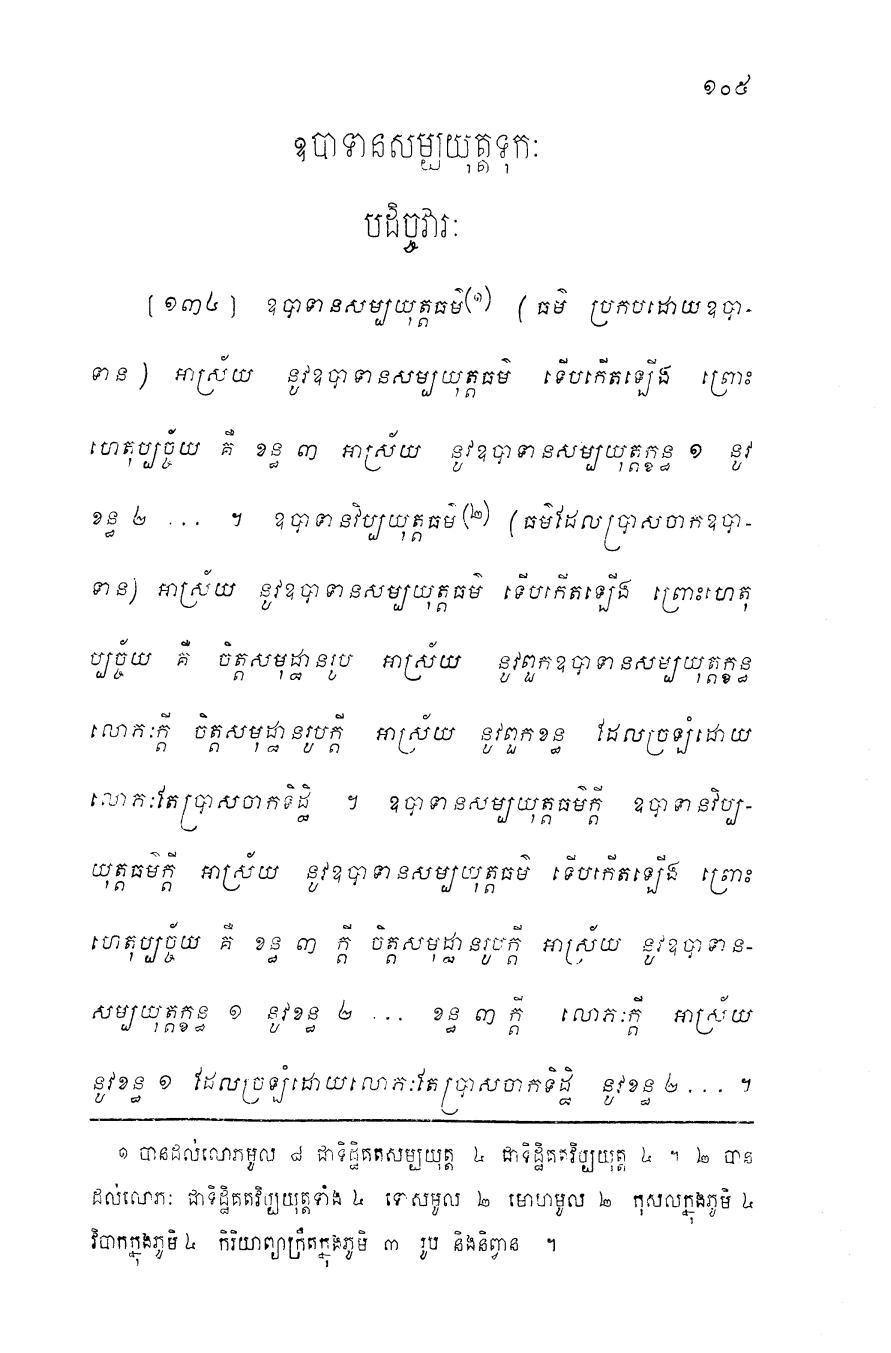 ១០៥
ឧបាទានសម្បយុត្តទុកៈ
បដិច្ចវារៈ
[១៣៤] ឧបាទានសម្បយុត្តធម៌(១) (ធម៌ ប្រកបដោយឧបា-
ទាន) អាស្រ័យ នូវឧបាទានសម្បយុត្តធម៌ ទើបកើតឡើង ព្រោះ
ហេតុប្បច្ច័យ គឺ ខន្ធ ៣ អាស្រ័យ នូវឧបាទានសម្បយុត្តក្ខន្ធ ១ នូវ
ខន្ធ ២ ... ។ ឧបាទានវិប្បយុត្តធម៌(២) (ធម៌ដែលប្រាសចាកឧបា-
ទាន) អាស្រ័យ នូវឧបាទានសម្បយុត្តធម៌ ទើបកើតឡើង ព្រោះហេតុ
ប្បច្ច័យ គឺ ចិត្តសមុដ្ឋានរូប អាស្រ័យ នូវពួកឧបាទានសម្បយុត្តក្ខន្ធ
លោភៈក្តី ចិត្តសមុដ្ឋានរូបក្តី អាស្រ័យ នូវពួកខន្ធ ដែលច្រឡំដោយ
លោភៈតែប្រាសចាកទិដ្ឋិ ។ ឧបាទានសម្បយុត្តធម៌ក្តី ឧបាទានវិប្ប-
យុត្តធម៌ក្តី អាស្រ័យ នូវឧបាទានសម្បយុត្តធម៌ ទើបកើតឡើង ព្រោះ
ហេតុប្បច្ច័យ គឺ ខន្ធ ៣ ក្តី ចិត្តសមុដ្ឋានរូបក្តី អាស្រ័យ នូវឧបាទាន-
សម្បយុត្តក្ខន្ធ ១ នូវខន្ធ ២ ... ខន្ធ ៣ ក្តី លោភៈក្តី អាស្រ័យ
នូវខន្ធ ១ ដែលច្រឡំដោយលោភៈតែប្រាសចាកទិដ្ឋិ នូវខន្ធ ២ ... ។
១ បានដល់លោភមូល ៨ ជាទិដ្ឋិគតសម្បយុត្ត ៤ ជាទិដ្ឋិគតវិប្បយុត្ត ៤ ។ ២ បាន
ដល់លោភៈ ជាទិដ្ឋិគតវិប្បយុត្តទាំង ៤ ទោសមូល ២ មោហមូល ២ កុសលក្នុងភូមិ ៤
វិបាកក្នុងភូមិ ៤ កិរិយាព្យាក្រឹតក្នុងភូមិ ៣ រូប និងនិព្វាន ។